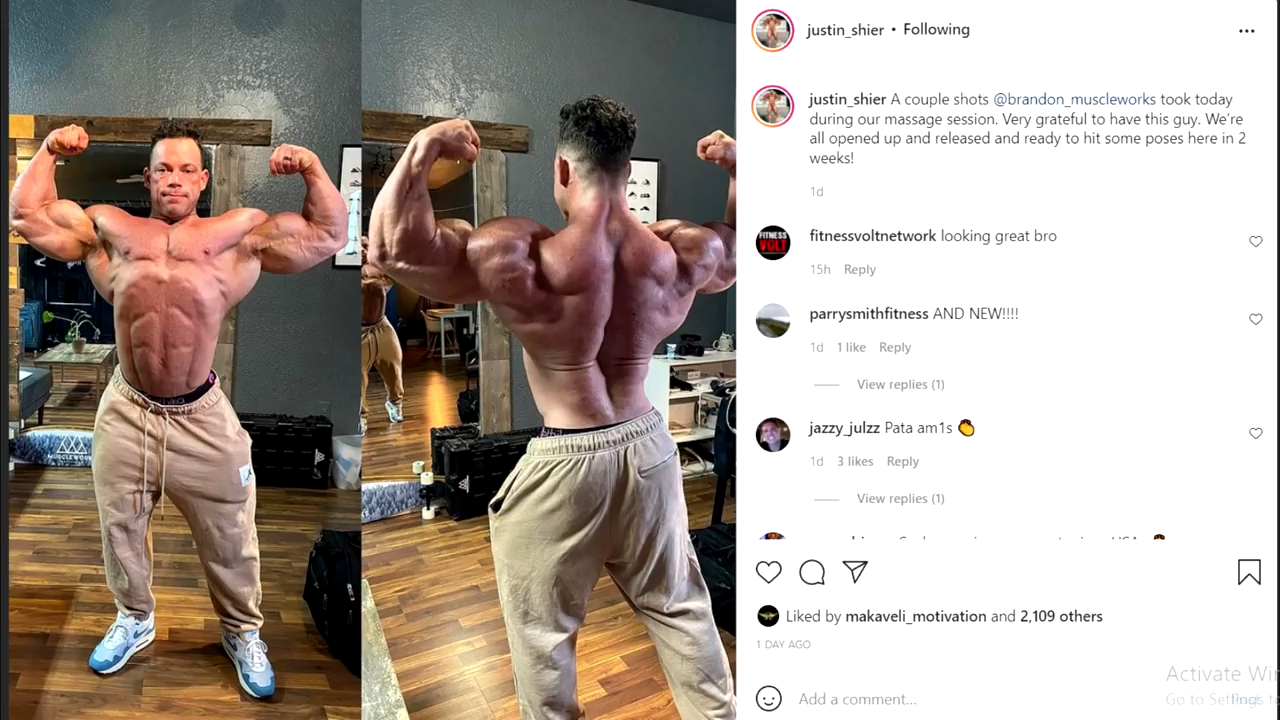 justin_shier • Following
justin_shier A couple shots @brandon_muscleworks took today
during our massage session. Very grateful to have this guy. We're
all opened up and released and ready to hit some poses here in 2
weeks!
1d
FITNESS
VOLT
fitnessvoltnetwork looking great bro
15h Reply
parrysmithfitness AND NEW!!!!
1d 1 like Reply
View replies (1)
jazzy_julzz Pata am1s 👏
1d 3 likes Reply
View replies (1)
Liked by makaveli_motivation and 2,109 others
1 DAY AGO
Add a comment...
Activate Win
Go to Settings t
MUSCLEWORK